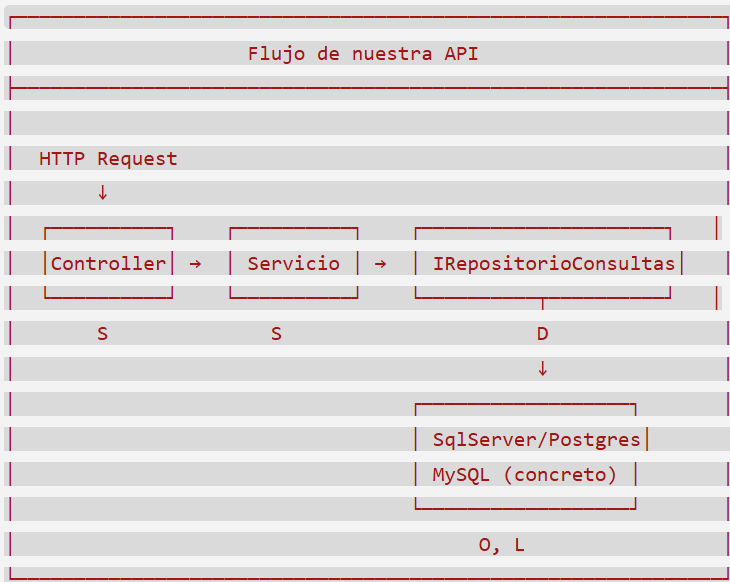 Flujo de nuestra API
HTTP Request
↓
Controller → Servicio → IRepositorioConsultas
S S D
↓
SqlServer/Postgres
MySQL (concreto)
O, L